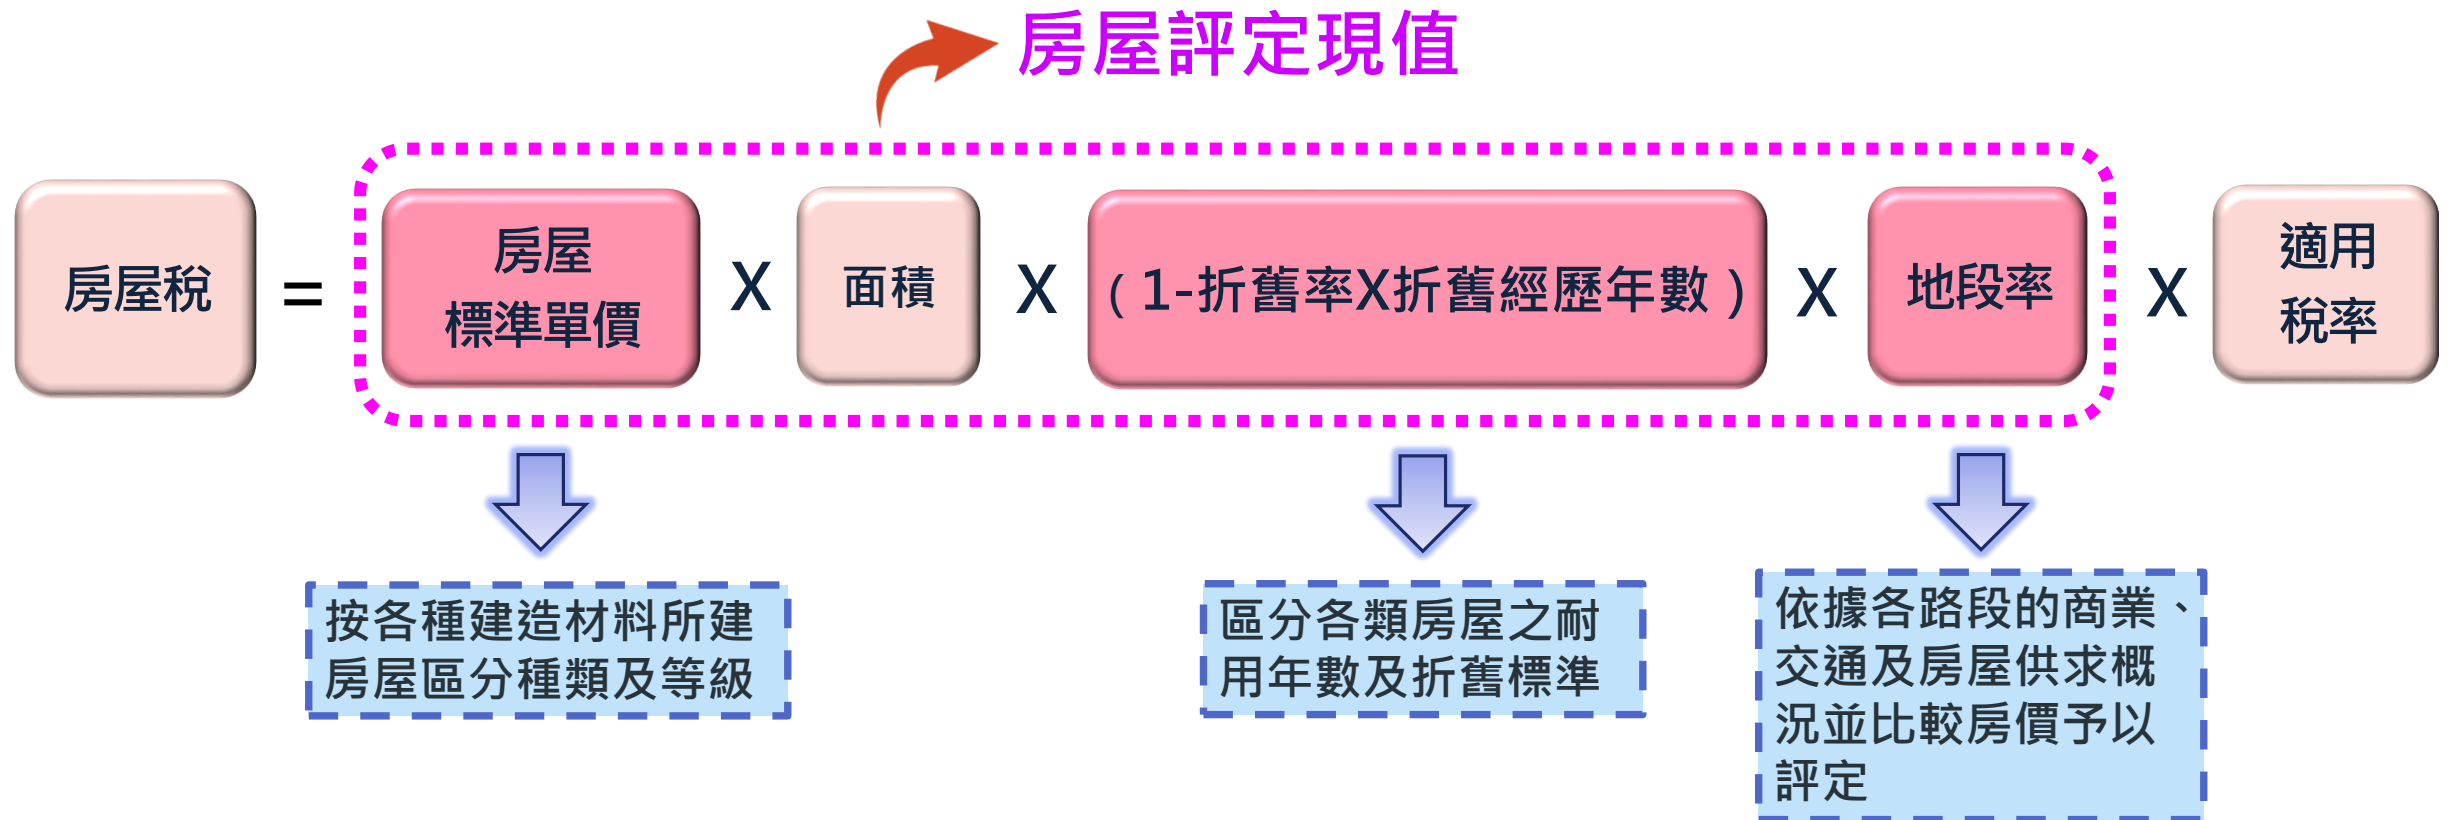 房屋評定現值
房屋稅 = 房屋標準單價 X 面積 X （1-折舊率X折舊經歷年數） X 地段率 X 適用稅率
按各種建造材料所建
房屋區分種類及等級
區分各類房屋之耐
用年數及折舊標準
依據各路段的商業、
交通及房屋供求概
況並比較房價予以
評定